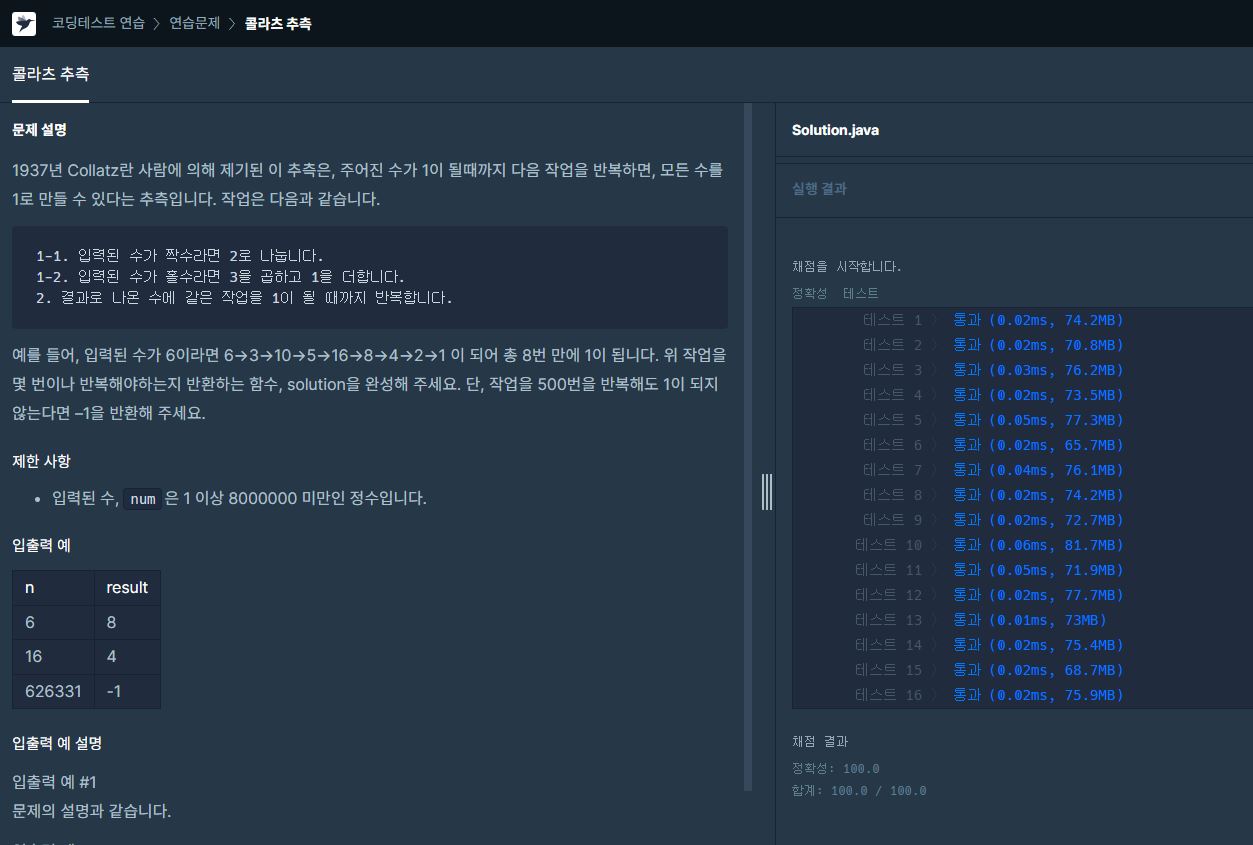 코딩테스트 연습 > 연습문제 > 콜라츠 추측
콜라츠 추측
문제 설명
1937년 Collatz란 사람에 의해 제기된 이 추측은, 주어진 수가 1이 될때까지 다음 작업을 반복하면, 모든 수를
1로 만들 수 있다는 추측입니다. 작업은 다음과 같습니다.
1-1. 입력된 수가 짝수라면 2로 나눕니다.
1-2. 입력된 수가 홀수라면 3을 곱하고 1을 더합니다.
2. 결과로 나온 수에 같은 작업을 1이 될 때까지 반복합니다.
예를 들어, 입력된 수가 6이라면 6→3→10→5→16→8→4→2→1 이 되어 총 8번 만에 1이 됩니다. 위 작업을
몇 번이나 반복해야하는지 반환하는 함수, solution을 완성해 주세요. 단, 작업을 500번을 반복해도 1이 되지
않는다면 –1을 반환해 주세요.
제한 사항
• 입력된 수, num 은 1 이상 8000000 미만인 정수입니다.
입출력 예
n result
6 8
16 4
626331 -1
입출력 예 설명
입출력 예 #1
문제의 설명과 같습니다.
Solution.java
실행 결과
채점을 시작합니다.
정확성 테스트
테스트 1 〉 통과 (0.02ms, 74.2MB)
테스트 2 〉 통과 (0.02ms, 70.8MB)
테스트 3 〉 통과 (0.03ms, 76.2MB)
테스트 4 〉 통과 (0.02ms, 73.5MB)
테스트 5 〉 통과 (0.05ms, 77.3MB)
테스트 6 〉 통과 (0.02ms, 65.7MB)
테스트 7 〉 통과 (0.04ms, 76.1MB)
테스트 8 〉 통과 (0.02ms, 74.2MB)
테스트 9 〉 통과 (0.02ms, 72.7MB)
테스트 10 〉 통과 (0.06ms, 81.7MB)
테스트 11 〉 통과 (0.05ms, 71.9MB)
테스트 12 〉 통과 (0.02ms, 77.7MB)
테스트 13 〉 통과 (0.01ms, 73MB)
테스트 14 〉 통과 (0.02ms, 75.4MB)
테스트 15 〉 통과 (0.02ms, 68.7MB)
테스트 16 〉 통과 (0.02ms, 75.9MB)
채점 결과
정확성: 100.0
합계: 100.0 / 100.0